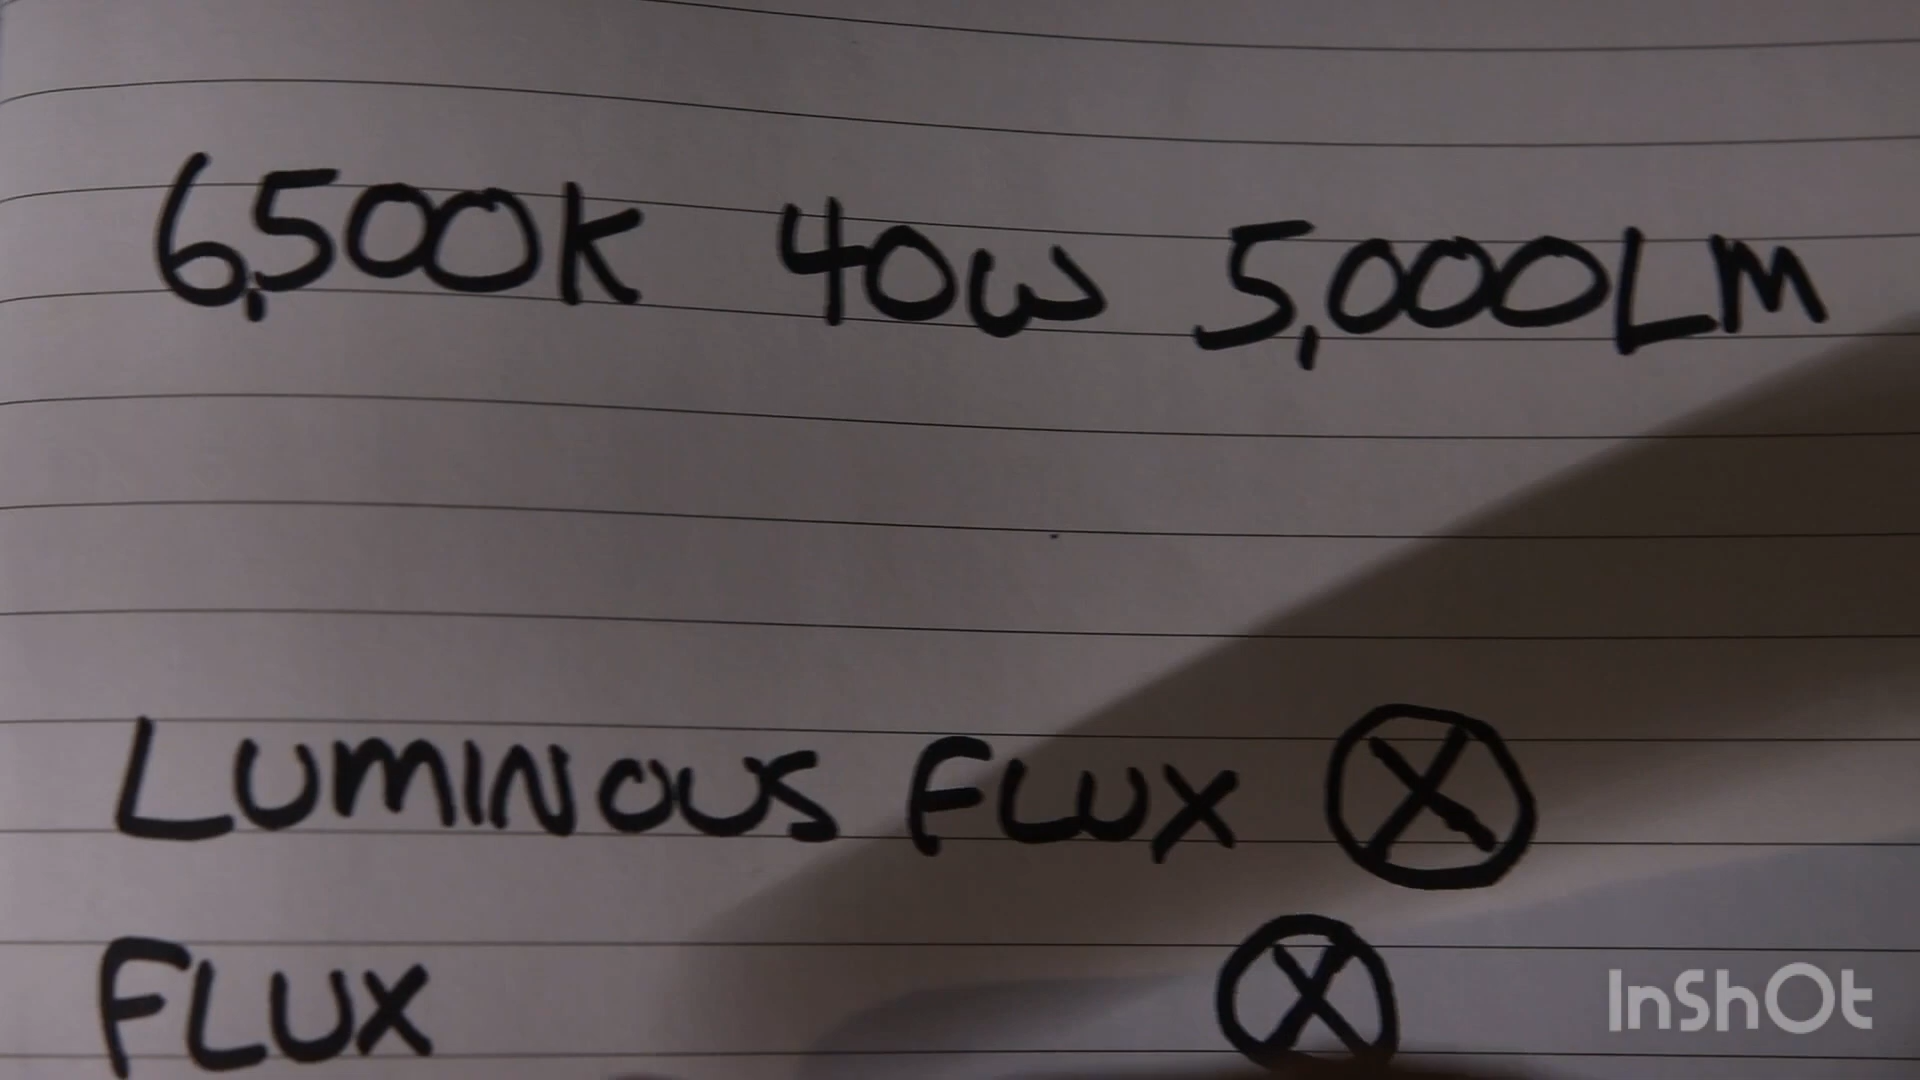 6,500K 40W 5,000LM
LUMINOUS FLUX ⓧ
FLUX ⓧ
InShOt